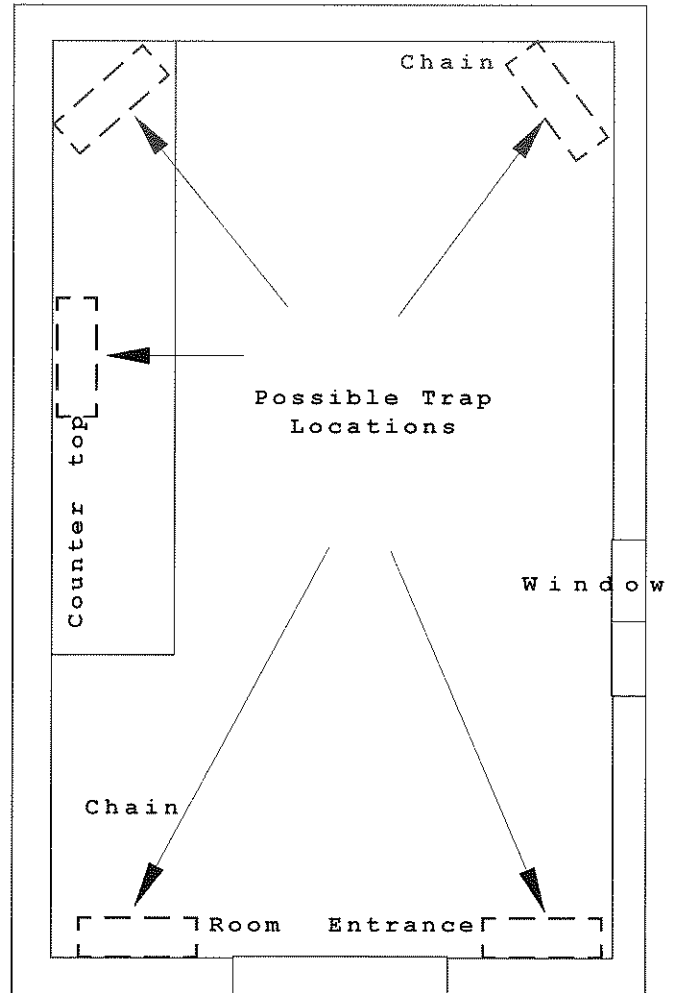 Chain
Possible Trap
Locations
Counter top
Window
Chain
Room Entrance